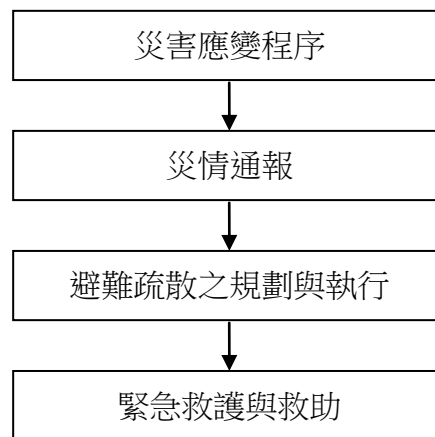 災害應變程序
災情通報
避難疏散之規劃與執行
緊急救護與救助